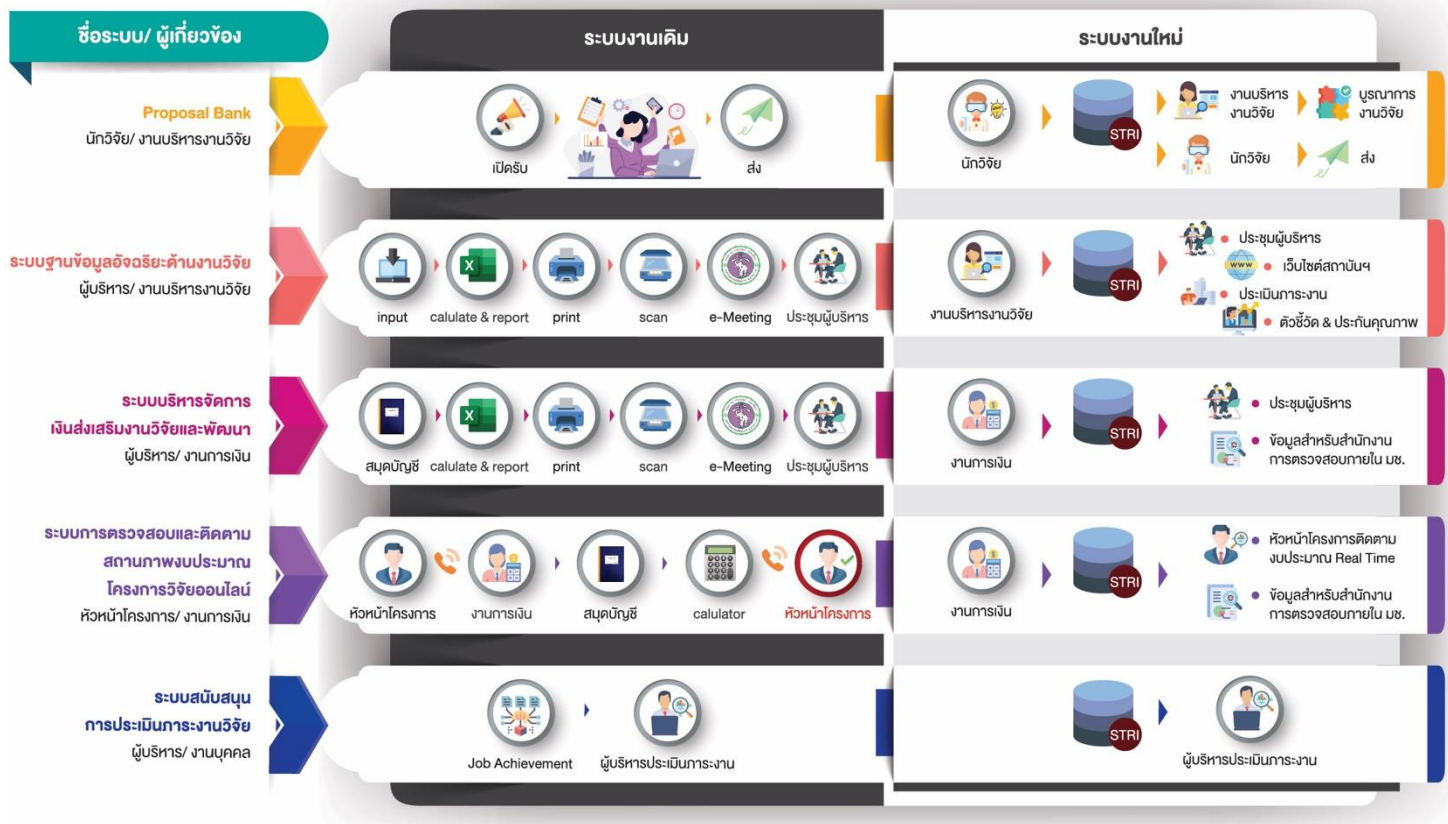 ชื่อระบบ/ ผู้เกี่ยวข้อง
ระบบงานเดิม
ระบบงานใหม่
Proposal Bank
นักวิจัย/ งานบริหารงานวิจัย
เปิดรับ
ส่ง
นักวิจัย
STRI
งานบริหาร
งานวิจัย
บูรณาการ
งานวิจัย
นักวิจัย
ส่ง
ระบบฐานข้อมูลอัจฉริยะด้านงานวิจัย
ผู้บริหาร/ งานบริหารงานวิจัย
input
calulate & report
print
scan
e-Meeting
ประชุมผู้บริหาร
งานบริหารงานวิจัย
STRI
ประชุมผู้บริหาร
www
เว็บไซต์สถาบันฯ
ประเมินภาระงาน
ตัวชี้วัด & ประกันคุณภาพ
ระบบบริหารจัดการ
เงินส่งเสริมงานวิจัยและพัฒนา
ผู้บริหาร/ งานการเงิน
สมุดบัญชี
calulate & report
print
scan
e-Meeting
ประชุมผู้บริหาร
งานการเงิน
STRI
ประชุมผู้บริหาร
ข้อมูลสำหรับสำนักงาน
การตรวจสอบภายใน มช.
ระบบการตรวจสอบและติดตาม
สถานภาพงบประมาณ
โครงการวิจัยออนไลน์
หัวหน้าโครงการ/ งานการเงิน
หัวหน้าโครงการ
งานการเงิน
สมุดบัญชี
calulator
หัวหน้าโครงการ
งานการเงิน
STRI
หัวหน้าโครงการติดตาม
งบประมาณ Real Time
ข้อมูลสำหรับสำนักงาน
การตรวจสอบภายใน มช.
ระบบสนับสนุน
การประเมินภาระงานวิจัย
ผู้บริหาร/ งานบุคคล
Job Achievement
ผู้บริหารประเมินภาระงาน
STRI
ผู้บริหารประเมินภาระงาน